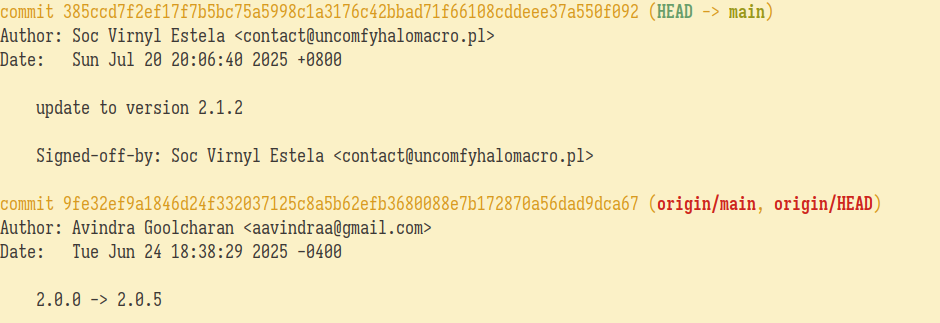 commit 385ccd7f2ef17f7b5bc75a5998c1a3176c42bbad71f66108cddeee37a550f092 (HEAD -> main)
Author: Soc Virnyl Estela <contact@uncomfyhalomacro.pl>
Date:   Sun Jul 20 20:06:40 2025 +0800
    update to version 2.1.2
    Signed-off-by: Soc Virnyl Estela <contact@uncomfyhalomacro.pl>
commit 9fe32ef9a1846d24f332037125c8a5b62efb3680088e7b172870a56dad9dca67 (origin/main, origin/HEAD)
Author: Avindra Goolcharan <aavindraa@gmail.com>
Date:   Tue Jun 24 18:38:29 2025 -0400
    2.0.0 -> 2.0.5